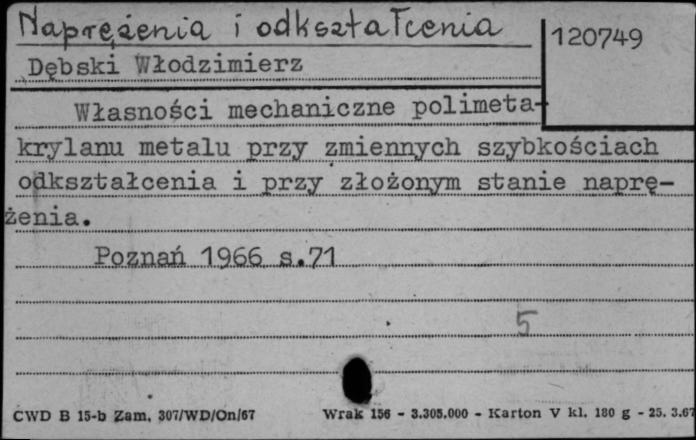 Naprężenia i odkształcenia
120749
Dębski Włodzimierz
Własności mechaniczne polimeta-
krylanu metalu przy zmiennych szybkościach
odkształcenia i przy złożonym stanie naprę-
żenia.
Poznań 1966 s.71
5
CWD B 15-b Zam. 307/WD/On/67 Wrak 156 - 3.305.000 - Karton V kl. 180 g - 25. 3.67